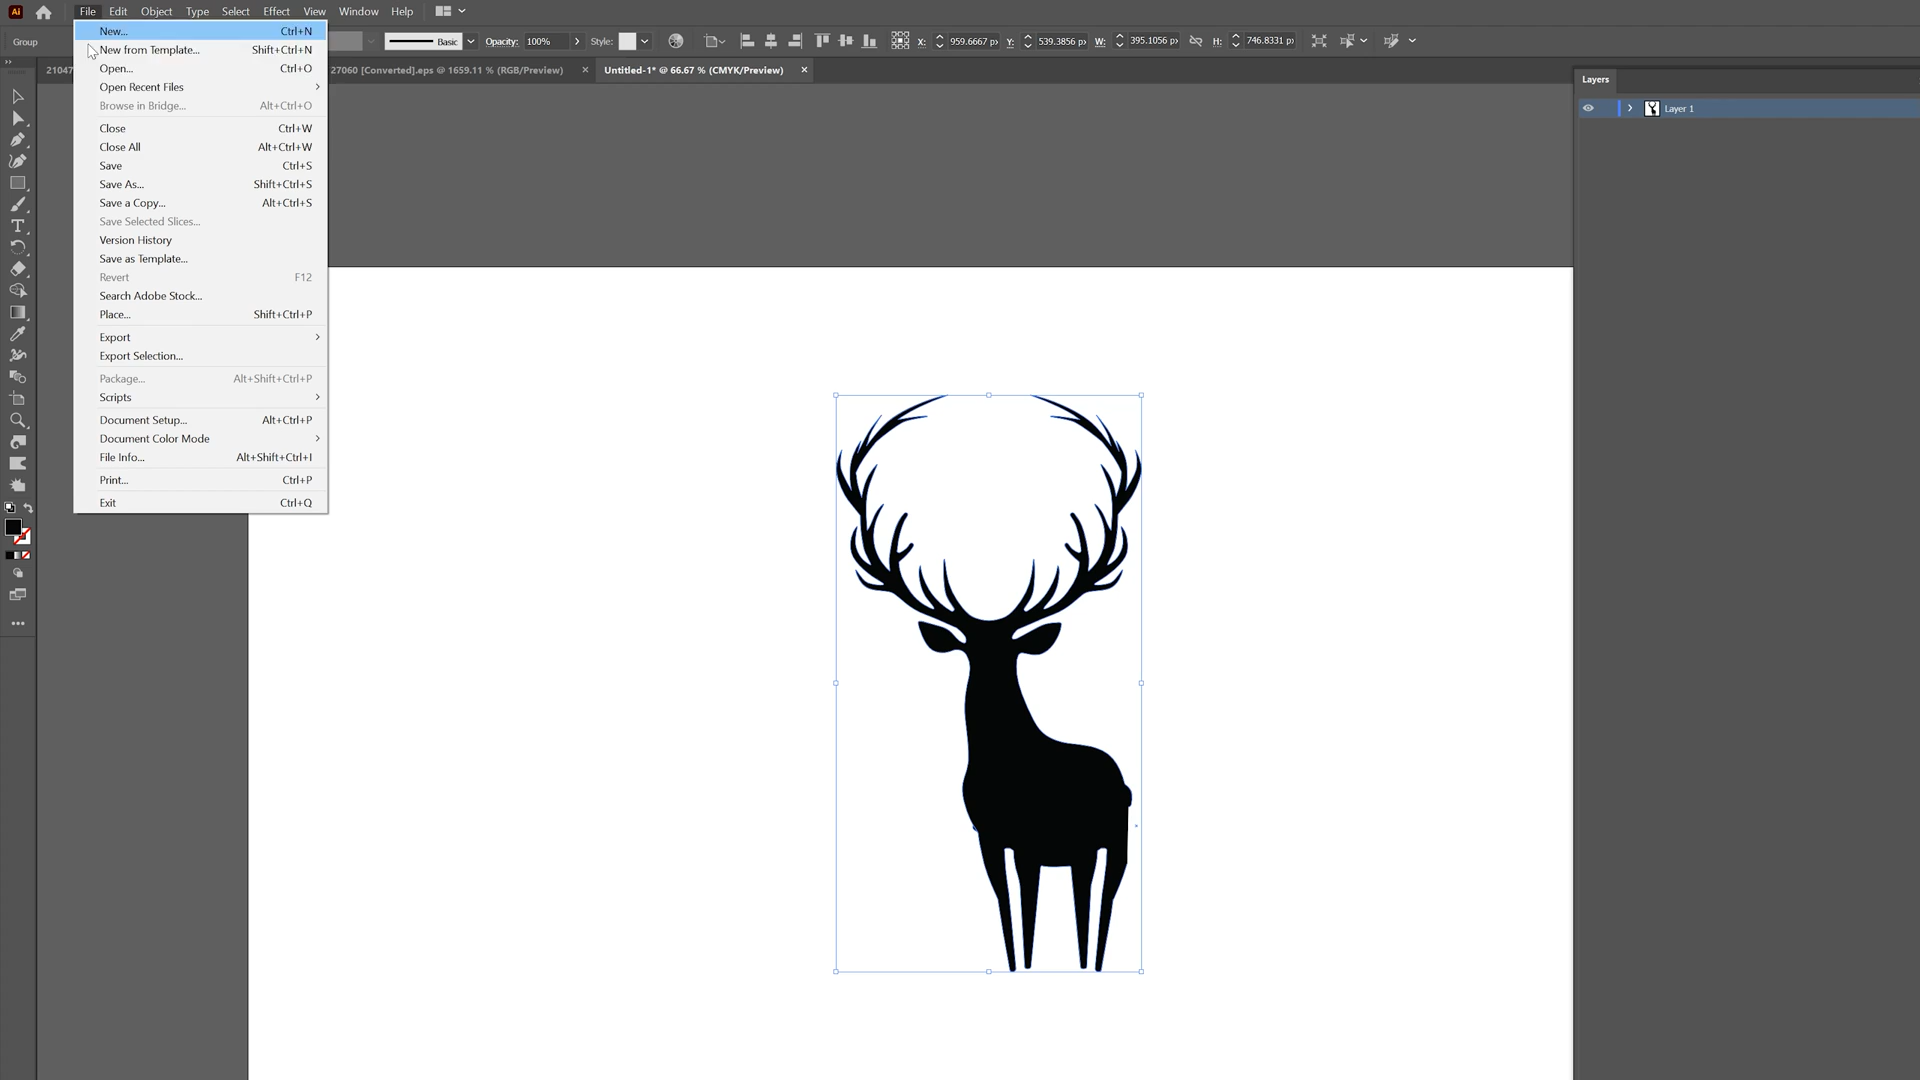 Ai File Edit Object Type Select Effect View Window Help
Group Basic Opacity: 100% Style: X: 959.6667 px Y: 539.3856 px W: 395.1056 px H: 746.8331 px
21047 27060 [Converted].eps @ 1659.11 % (RGB/Preview) × Untitled-1* @ 66.67 % (CMYK/Preview) ×
New... Ctrl+N
New from Template... Shift+Ctrl+N
Open... Ctrl+O
Open Recent Files
Browse in Bridge... Alt+Ctrl+O
Close Ctrl+W
Close All Alt+Ctrl+W
Save Ctrl+S
Save As... Shift+Ctrl+S
Save a Copy... Alt+Ctrl+S
Save Selected Slices...
Version History
Save as Template...
Revert F12
Search Adobe Stock...
Place... Shift+Ctrl+P
Export
Export Selection...
Package... Alt+Shift+Ctrl+P
Scripts
Document Setup... Alt+Ctrl+P
Document Color Mode
File Info... Alt+Shift+Ctrl+I
Print... Ctrl+P
Exit Ctrl+Q
Layers
Layer 1